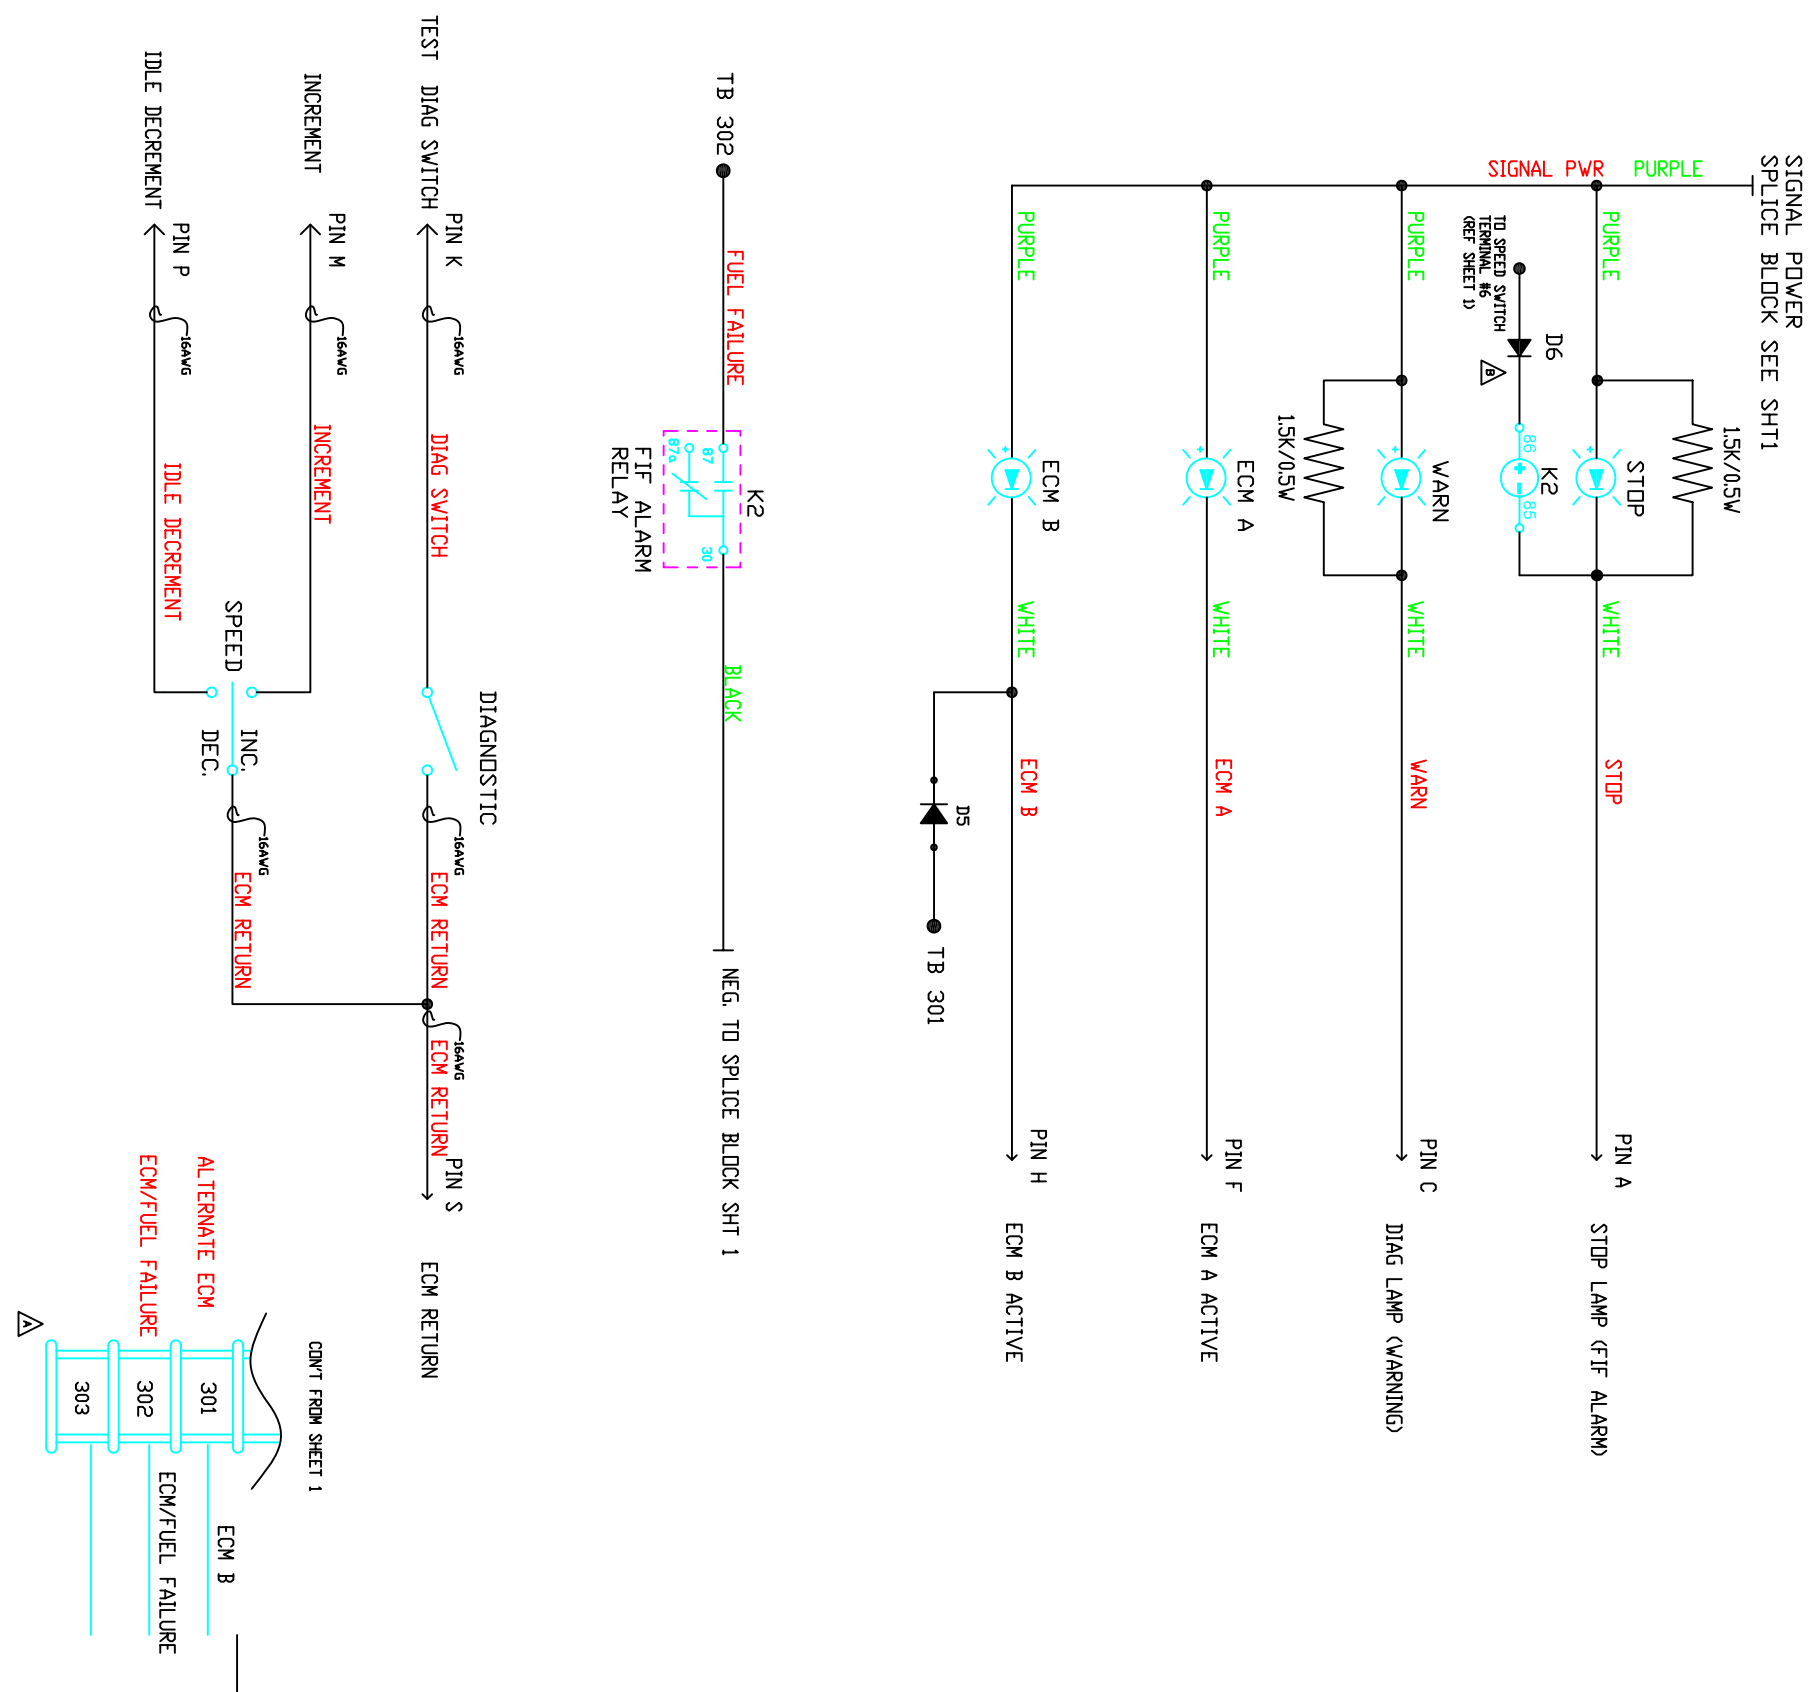 SIGNAL POWER
SPLICE BLOCK SEE SHT1
SIGNAL PWR
PURPLE
1.5K/0.5W
PURPLE
STOP
WHITE
STOP
PIN A
STOP LAMP (FIF ALARM)
D6
86
K2
85
TO SPEED SWITCH
TERMINAL #6
(REF SHEET 1)
B
PURPLE
WARN
WHITE
WARN
PIN C
DIAG LAMP (WARNING)
1.5K/0.5W
PURPLE
ECM A
WHITE
ECM A
PIN F
ECM A ACTIVE
PURPLE
ECM B
WHITE
ECM B
PIN H
ECM B ACTIVE
D5
TB 301
TB 302
FUEL FAILURE
K2
87
87a
30
FIF ALARM
RELAY
BLACK
NEG. TO SPLICE BLOCK SHT 1
TEST DIAG SWITCH
PIN K
16AWG
DIAG SWITCH
DIAGNOSTIC
16AWG
ECM RETURN
16AWG
ECM RETURN
PIN S
ECM RETURN
INCREMENT
PIN M
16AWG
INCREMENT
SPEED
INC.
DEC.
16AWG
ECM RETURN
IDLE DECREMENT
PIN P
16AWG
IDLE DECREMENT
CON'T FROM SHEET 1
ALTERNATE ECM
301
ECM B
ECM/FUEL FAILURE
302
ECM/FUEL FAILURE
303
A